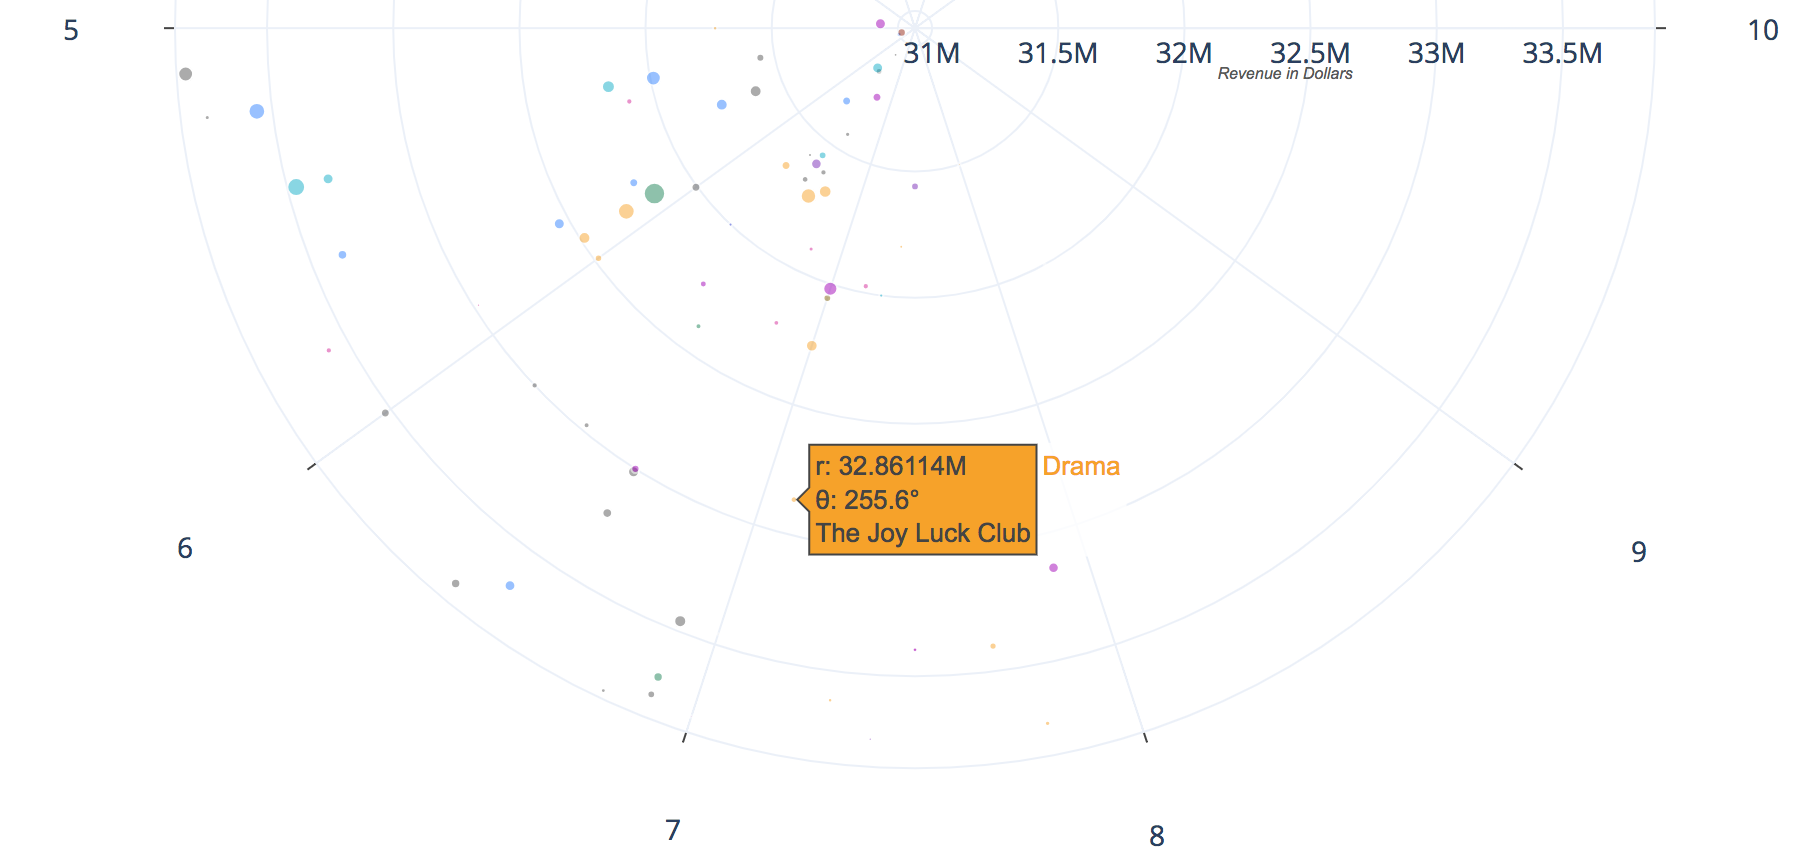 5
10
31M 31.5M 32M 32.5M 33M 33.5M
Revenue in Dollars
r: 32.86114M
θ: 255.6°
The Joy Luck Club
Drama
6
9
7
8